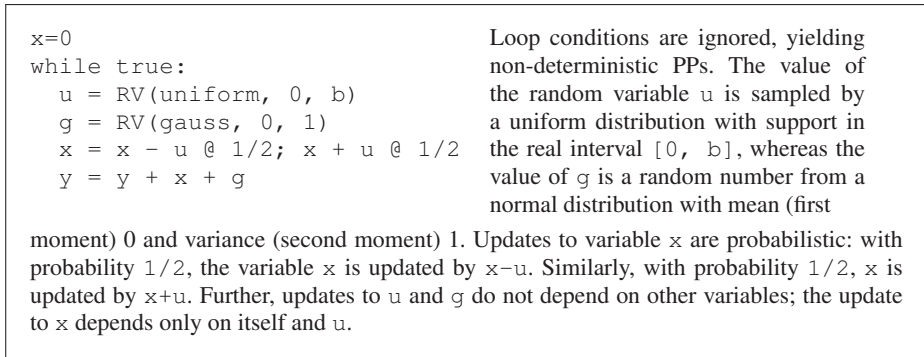 x=0
while true:
u = RV(uniform, 0, b)
g = RV(gauss, 0, 1)
x = x - u @ 1/2; x + u @ 1/2
y = y + x + g
Loop conditions are ignored, yielding
non-deterministic PPs. The value of
the random variable u is sampled by
a uniform distribution with support in
the real interval [0, b], whereas the
value of g is a random number from a
normal distribution with mean (first
moment) 0 and variance (second moment) 1. Updates to variable x are probabilistic: with
probability 1/2, the variable x is updated by x-u. Similarly, with probability 1/2, x is
updated by x+u. Further, updates to u and g do not depend on other variables; the update
to x depends only on itself and u.